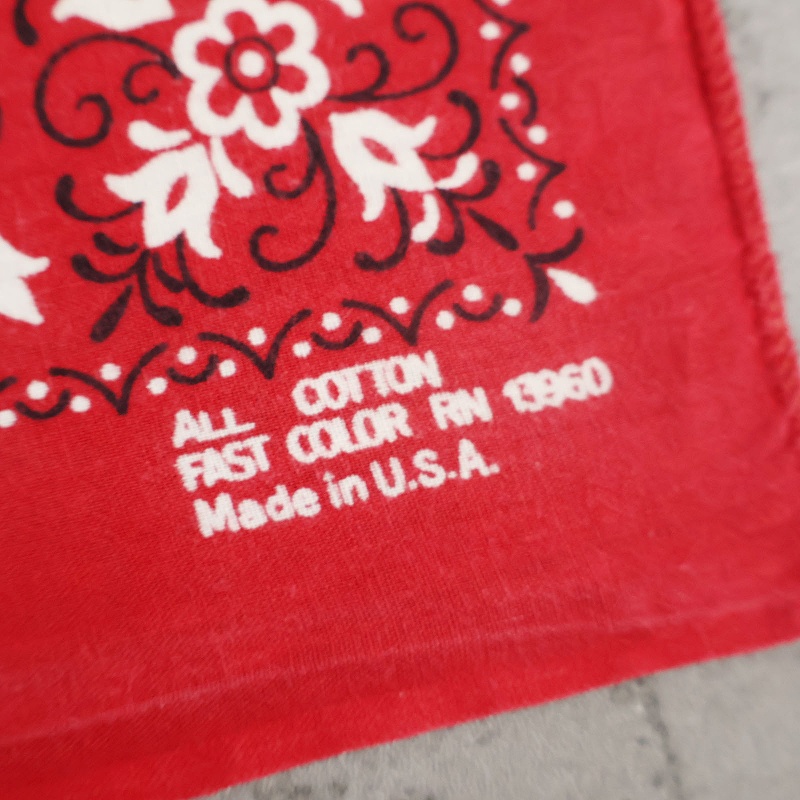 ALL COTTON
FAST COLOR RN 13960
Made in U.S.A.